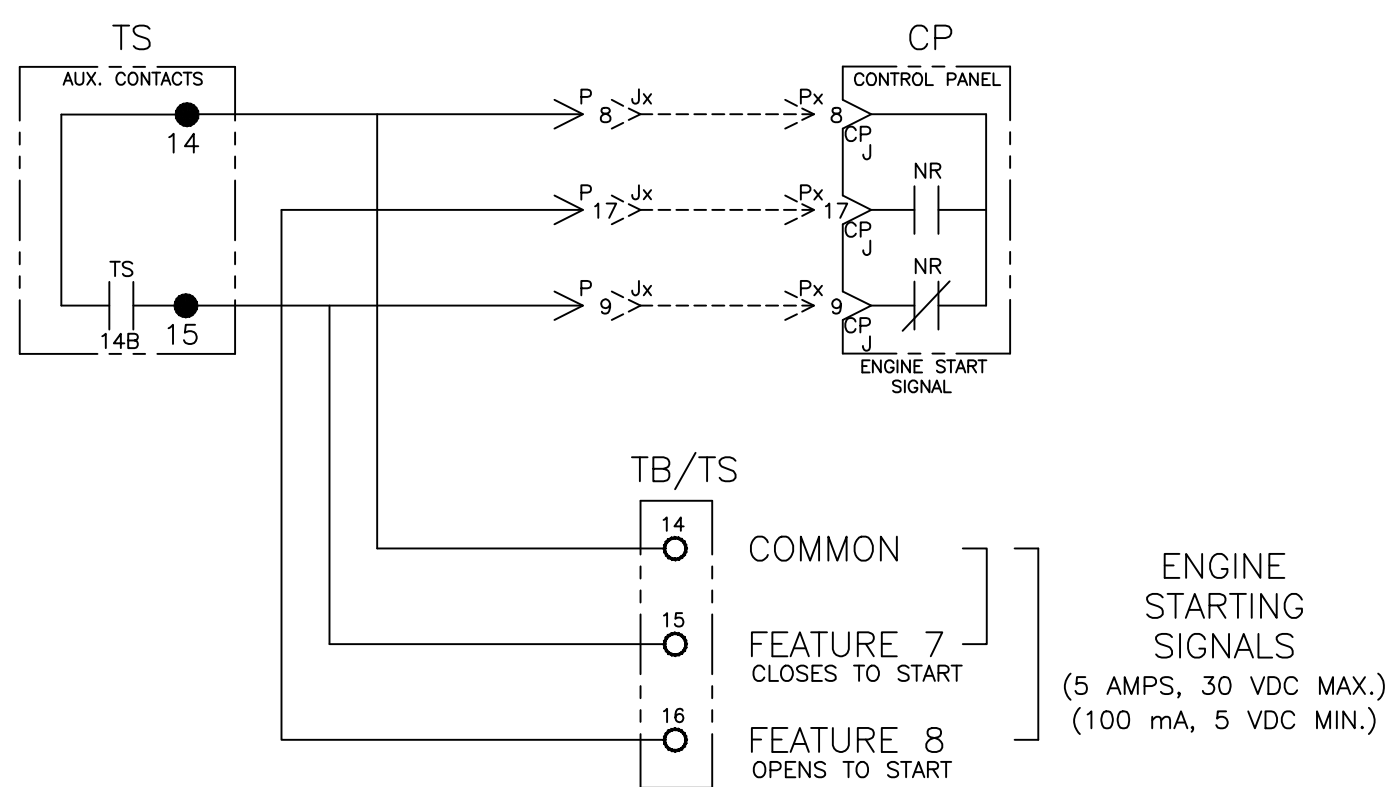 TS
AUX. CONTACTS
14
TS
14B
15
P
8
Jx
Px
8
CP
J
P
17
Jx
Px
17
CP
J
P
9
Jx
Px
9
CP
J
CP
CONTROL PANEL
NR
NR
ENGINE START
SIGNAL
TB/TS
14
COMMON
15
FEATURE 7
CLOSES TO START
16
FEATURE 8
OPENS TO START
ENGINE
STARTING
SIGNALS
(5 AMPS, 30 VDC MAX.)
(100 mA, 5 VDC MIN.)